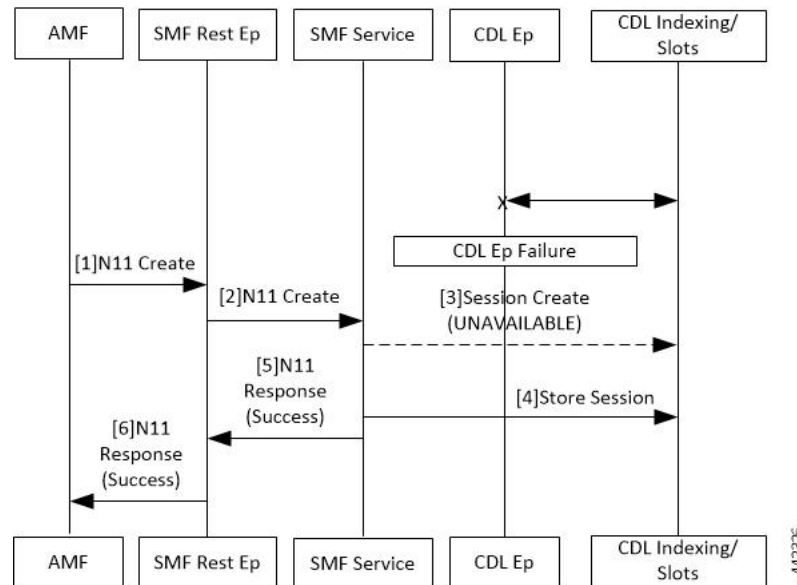 AMF
SMF Rest Ep
SMF Service
CDL Ep
CDL Indexing/
Slots
X
CDL Ep Failure
[1]N11 Create
[2]N11 Create
[3]Session Create
(UNAVAILABLE)
[4]Store Session
[5]N11
Response
(Success)
[6]N11
Response
(Success)
AMF
SMF Rest Ep
SMF Service
CDL Ep
CDL Indexing/
Slots